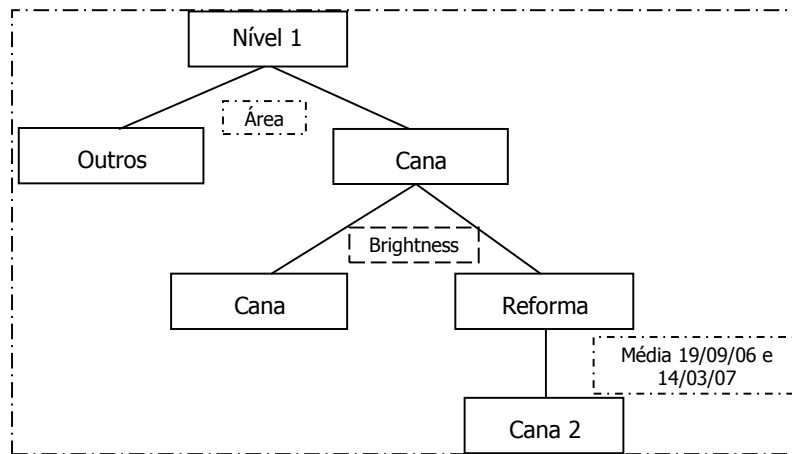 Nível 1
Área
Outros
Cana
Brightness
Cana
Reforma
Média 19/09/06 e
14/03/07
Cana 2